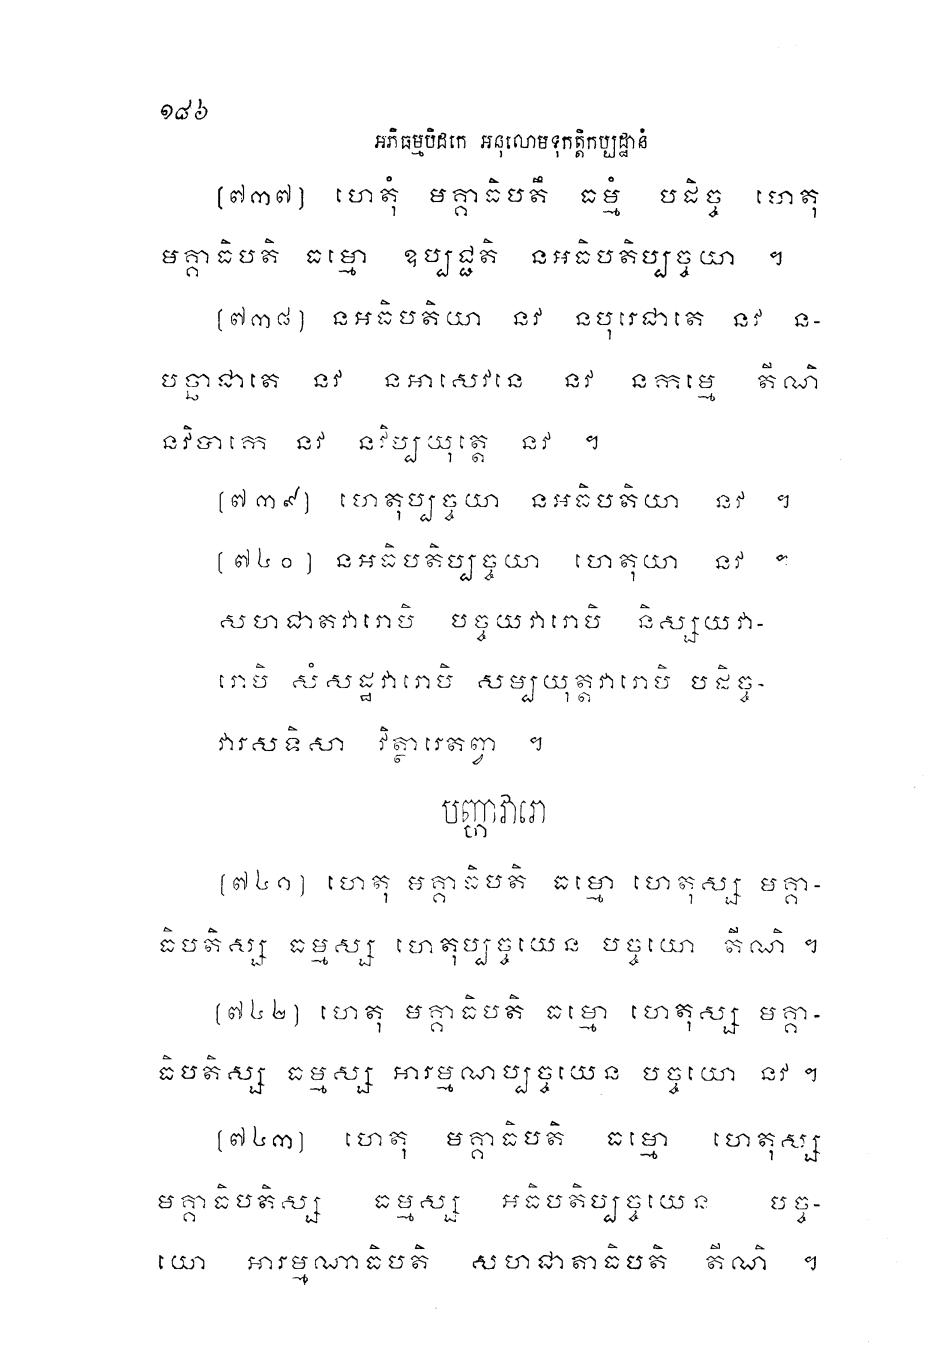 ១៨៦
អភិធម្មបិដកេ អនុលោមទុកត្តិកប្បដ្ឋានំ
[៧៣៧] ហេតុំ មគ្គាធិបតឹ ធម្មំ បដិច្ច ហេតុ
មគ្គាធិបតិ ធម្មោ ឧប្បជ្ជតិ នអធិបតិប្បច្ចយា ។
[៧៣៨] នអធិបតិយា នវ នបុរេជាតេ នវ ន-
បច្ឆាជាតេ នវ នអាសេវនេ នវ នកម្មេ តីណិ
នវិបាកេ នវ នវិប្បយុត្តេ នវ ។
[៧៣៩] ហេតុប្បច្ចយា នអធិបតិយា នវ ។
[៧៤០] នអធិបតិប្បច្ចយា ហេតុយា នវ ។
សហជាតវារោបិ បច្ចយវារោបិ និស្សយវា-
រោបិ សំសដ្ឋវារោបិ សម្បយុត្តវារោបិ បដិច្ច-
វារសទិសា វិត្ថារេតព្វា ។
បញ្ហាវារោ
[៧៤១] ហេតុ មគ្គាធិបតិ ធម្មោ ហេតុស្ស មគ្គា-
ធិបតិស្ស ធម្មស្ស ហេតុប្បច្ចយេន បច្ចយោ តីណិ ។
[៧៤២] ហេតុ មគ្គាធិបតិ ធម្មោ ហេតុស្ស មគ្គា-
ធិបតិស្ស ធម្មស្ស អារម្មណប្បច្ចយេន បច្ចយោ នវ ។
[៧៤៣] ហេតុ មគ្គាធិបតិ ធម្មោ ហេតុស្ស
មគ្គាធិបតិស្ស ធម្មស្ស អធិបតិប្បច្ចយេន បច្ច-
យោ អារម្មណាធិបតិ សហជាតាធិបតិ តីណិ ។